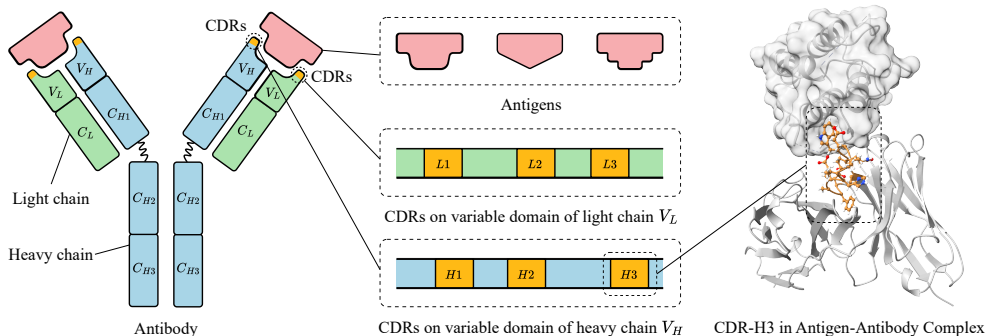 CDRs
V_H
V_L
C_H1
C_L
Light chain
C_H2
Heavy chain
C_H3
Antibody
V_H
CDRs
V_L
C_H1
C_L
C_H2
C_H3
Antigens
L1 L2 L3
CDRs on variable domain of light chain V_L
H1 H2 H3
CDRs on variable domain of heavy chain V_H
CDR-H3 in Antigen-Antibody Complex